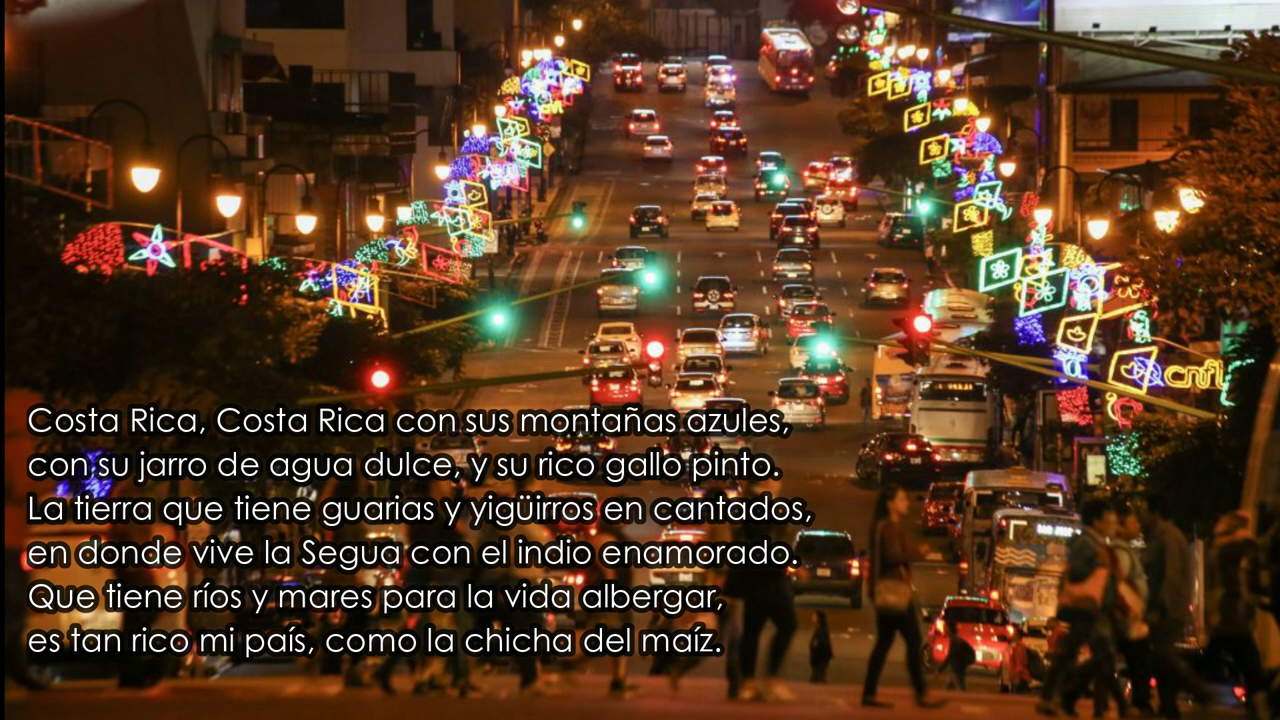 cnfl
Costa Rica, Costa Rica con sus montañas azules,
con su jarro de agua dulce, y su rico gallo pinto.
La tierra que tiene guarias y yigüirros en cantados,
en donde vive la Segua con el indio enamorado.
Que tiene ríos y mares para la vida albergar,
es tan rico mi país, como la chicha del maíz.